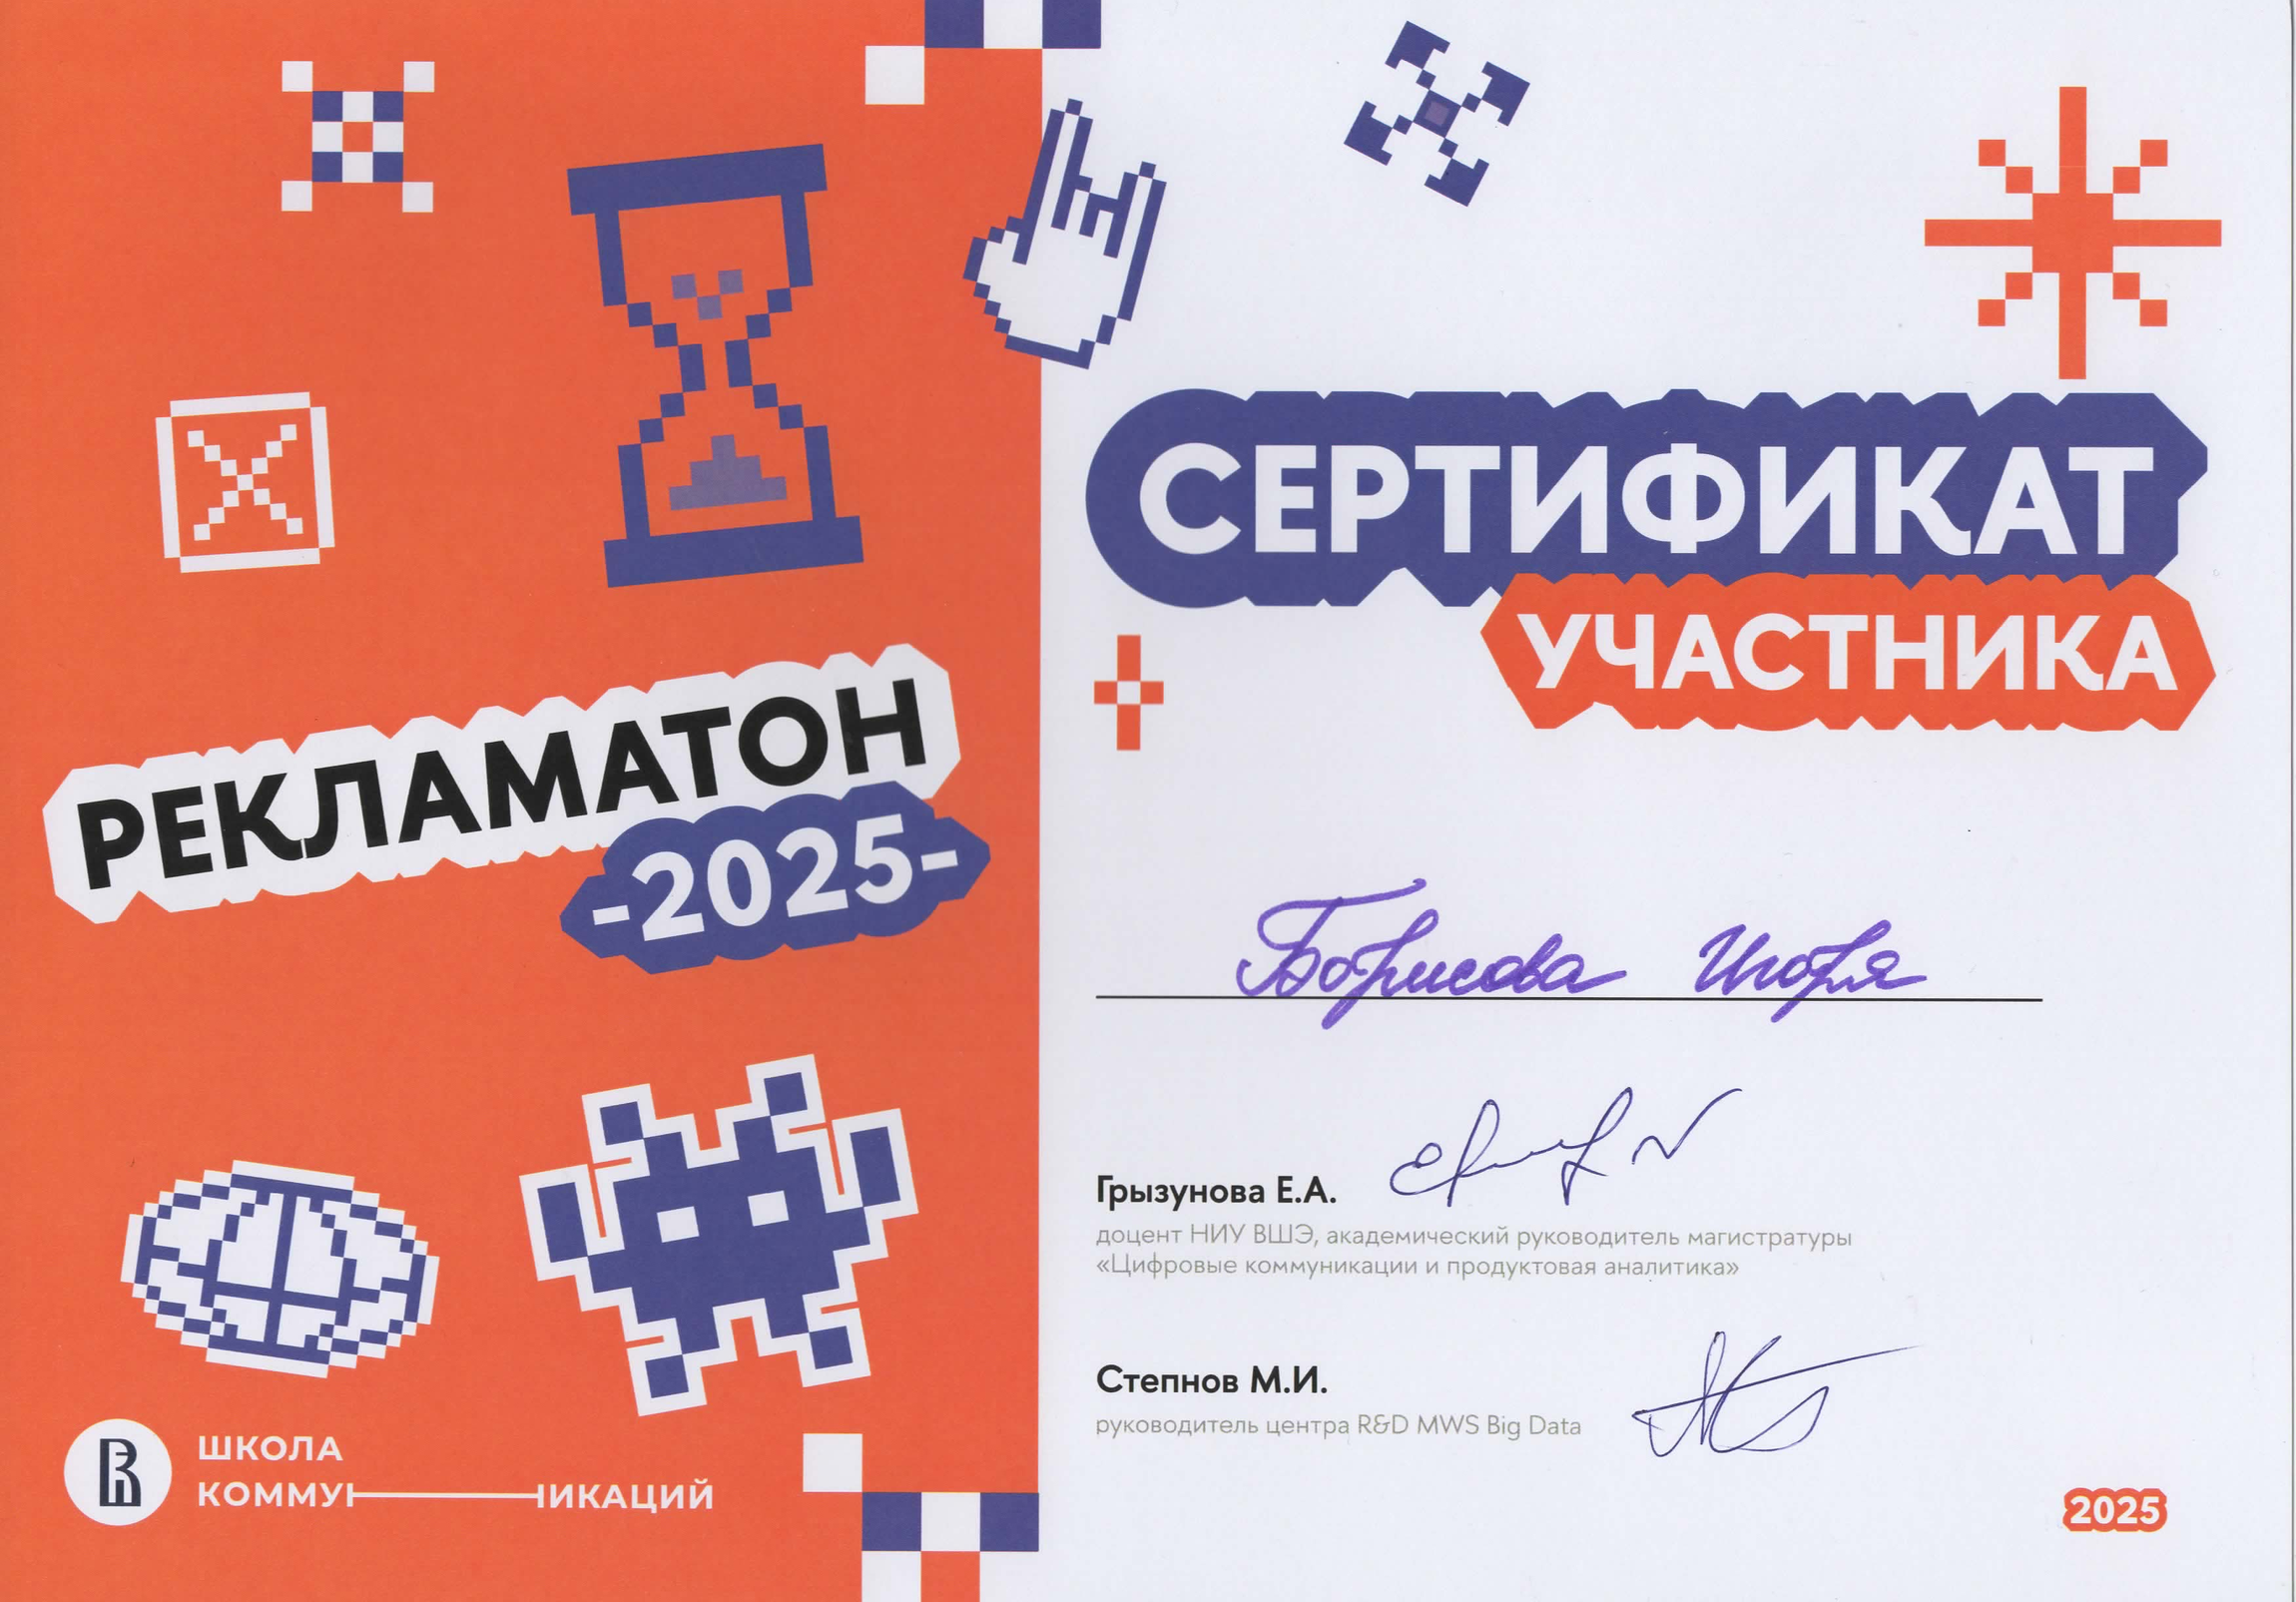 РЕКЛАМАТОН
-2025-
ШКОЛА
КОММУНИКАЦИЙ
СЕРТИФИКАТ
УЧАСТНИКА
Борисова Игоря
Грызунова Е.А.
доцент НИУ ВШЭ, академический руководитель магистратуры
«Цифровые коммуникации и продуктовая аналитика»
Степнов М.И.
руководитель центра R&D MWS Big Data
2025